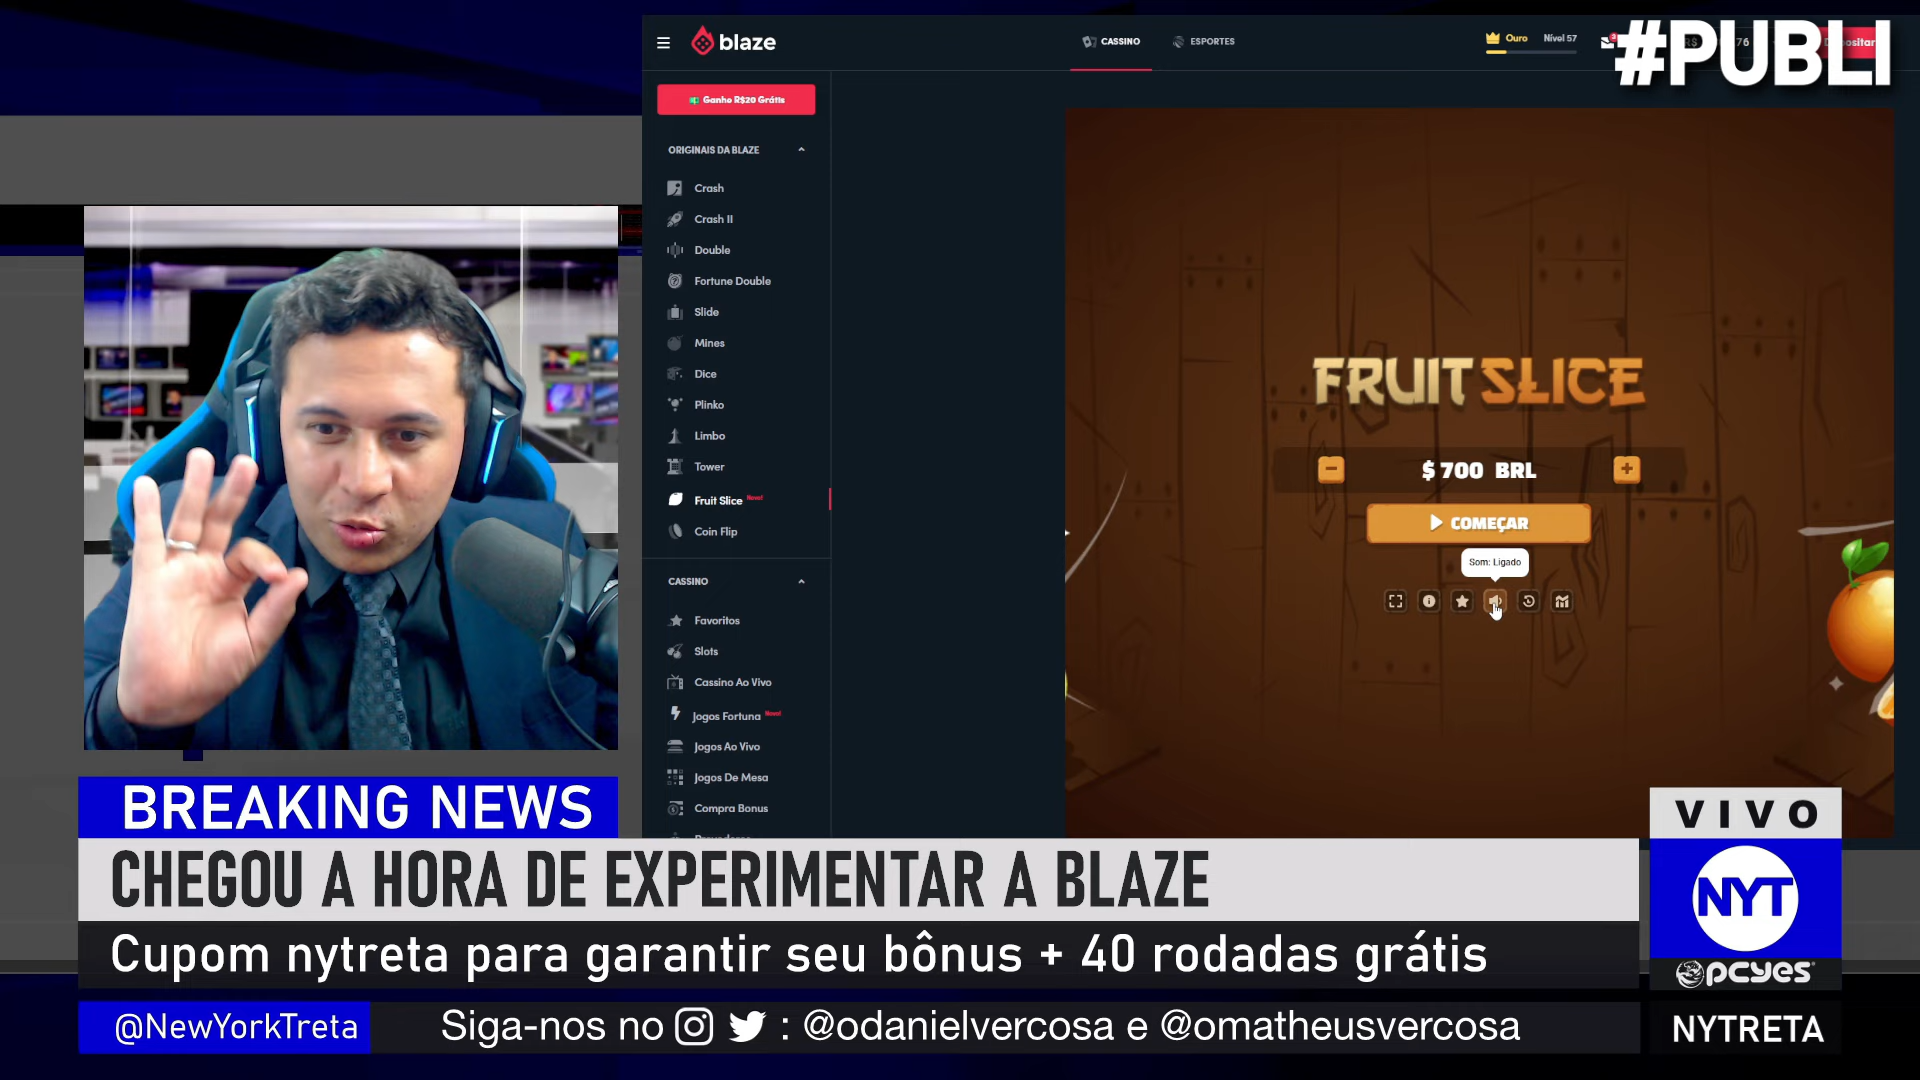 blaze
CASSINO
ESPORTES
Ouro
Nível 57
#PUBLI
Ganhe R$20 Grátis
ORIGINAIS DA BLAZE
Crash
Crash II
Double
Fortune Double
Slide
Mines
Dice
Plinko
Limbo
Tower
Fruit Slice Novo!
Coin Flip
CASSINO
Favoritos
Slots
Cassino Ao Vivo
Jogos Fortuna Novo!
Jogos Ao Vivo
Jogos De Mesa
Compra Bonus
FRUIT SLICE
$ 700 BRL
COMEÇAR
Som: Ligado
BREAKING NEWS
CHEGOU A HORA DE EXPERIMENTAR A BLAZE
Cupom nytreta para garantir seu bônus + 40 rodadas grátis
@NewYorkTreta
Siga-nos no : @odanielvercosa e @omatheusvercosa
VIVO
NYT
pcyes
NYTRETA